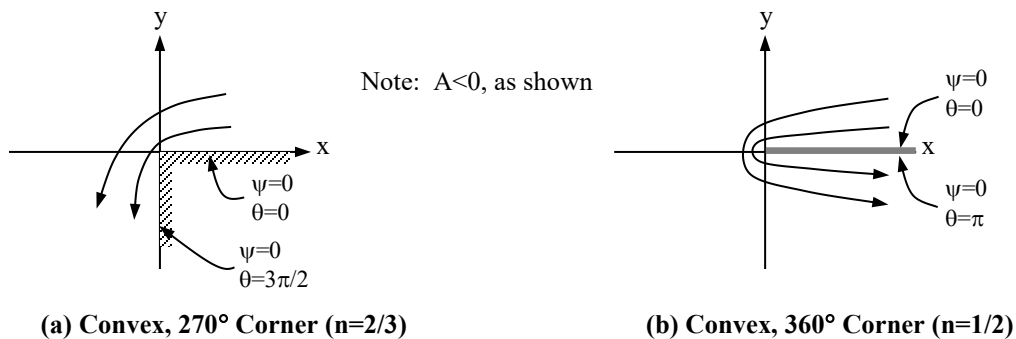 y
Note: A<0, as shown
x
ψ=0
θ=0
ψ=0
θ=3π/2
(a) Convex, 270° Corner (n=2/3)
y
ψ=0
θ=0
x
ψ=0
θ=π
(b) Convex, 360° Corner (n=1/2)